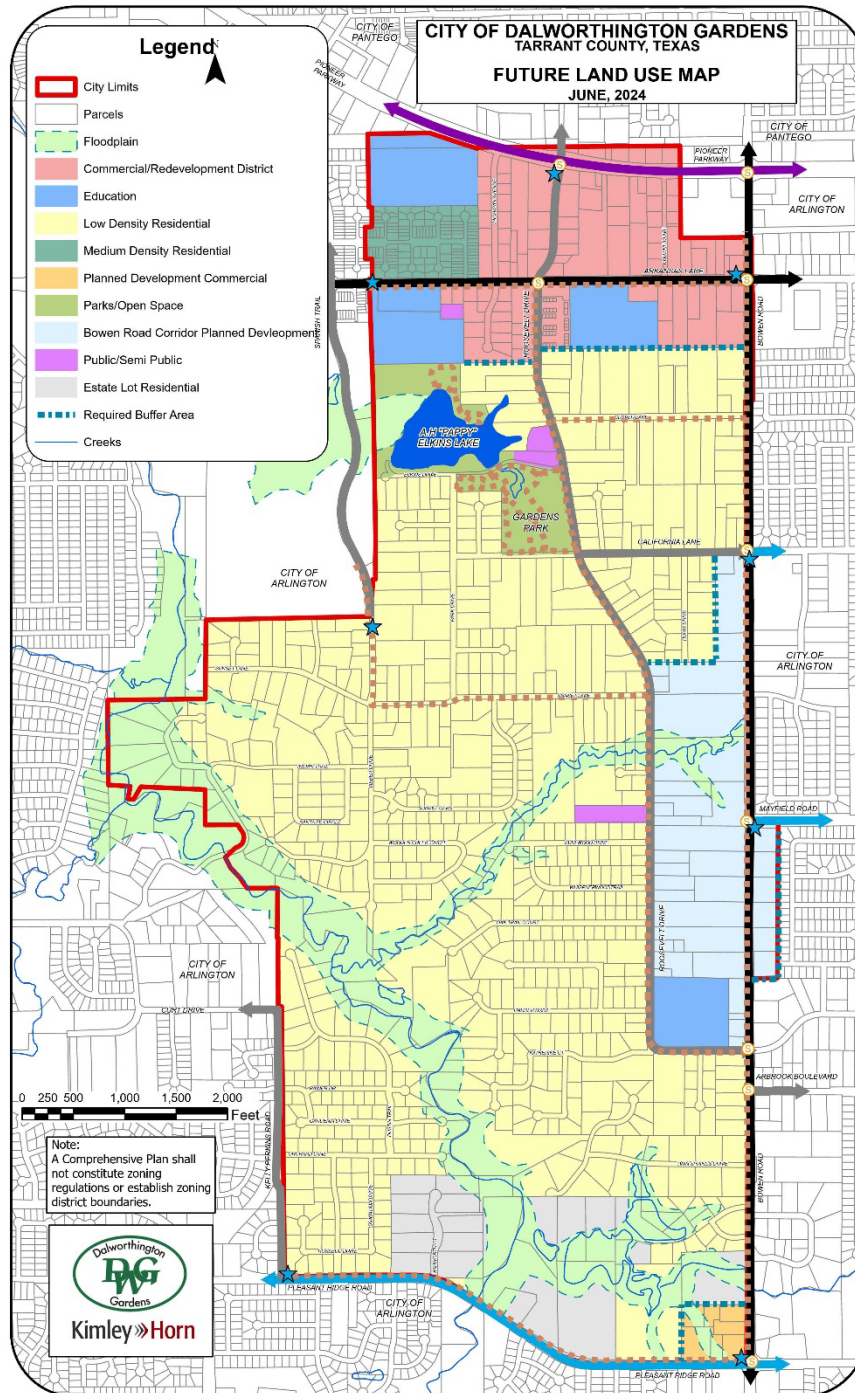 CITY OF DALWORTHINGTON GARDENS
TARRANT COUNTY, TEXAS
FUTURE LAND USE MAP
JUNE, 2024
Legend
N
City Limits
Parcels
Floodplain
Commercial/Redevelopment District
Education
Low Density Residential
Medium Density Residential
Planned Development Commercial
Parks/Open Space
Bowen Road Corridor Planned Devleopment
Public/Semi Public
Estate Lot Residential
Required Buffer Area
Creeks
CITY OF
PANTEGO
PIONEER
PARKWAY
CITY OF
PANTEGO
PIONEER
PARKWAY
S
S
CITY OF
ARLINGTON
ARKANSAS LANE
S
S
SPANISH TRAIL
ROOSEVELT DRIVE
BOWEN ROAD
A.H "PAPPY"
ELKINS LAKE
GARDENS
PARK
CALIFORNIA LANE
S
CITY OF
ARLINGTON
CITY OF
ARLINGTON
SUNSET LANE
MAYFIELD ROAD
S
ROOSEVELT DRIVE
CITY OF
ARLINGTON
CURT DRIVE
S
ARBROOK BOULEVARD
S
0 250 500 1,000 1,500 2,000
Feet
KELLY PERKINS ROAD
BOWEN ROAD
Note:
A Comprehensive Plan shall
not constitute zoning
regulations or establish zoning
district boundaries.
PLEASANT RIDGE ROAD
CITY OF
ARLINGTON
S
PLEASANT RIDGE ROAD
Dalworthington
DWG
Gardens
Kimley»Horn